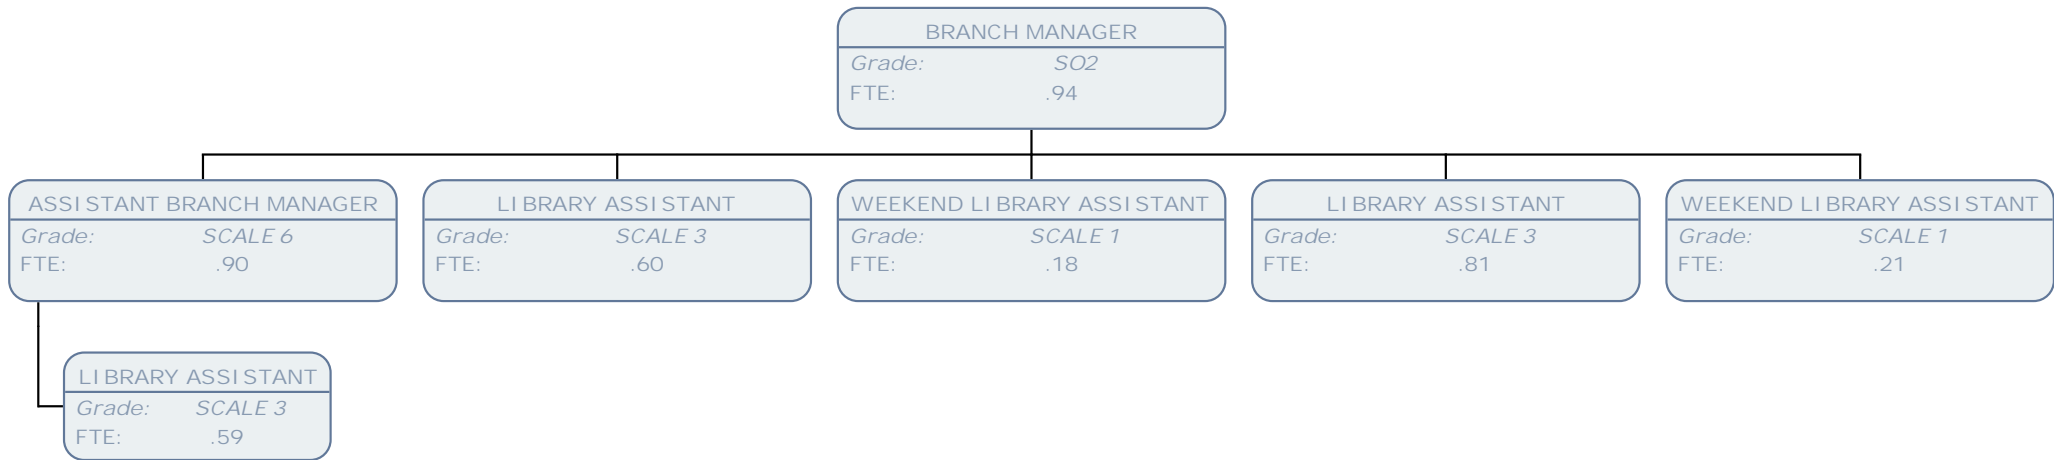 BRANCH MANAGER
Grade: SO2
FTE: .94
ASSISTANT BRANCH MANAGER
Grade: SCALE 6
FTE: .90
LIBRARY ASSISTANT
Grade: SCALE 3
FTE: .60
WEEKEND LIBRARY ASSISTANT
Grade: SCALE 1
FTE: .18
LIBRARY ASSISTANT
Grade: SCALE 3
FTE: .81
WEEKEND LIBRARY ASSISTANT
Grade: SCALE 1
FTE: .21
LIBRARY ASSISTANT
Grade: SCALE 3
FTE: .59